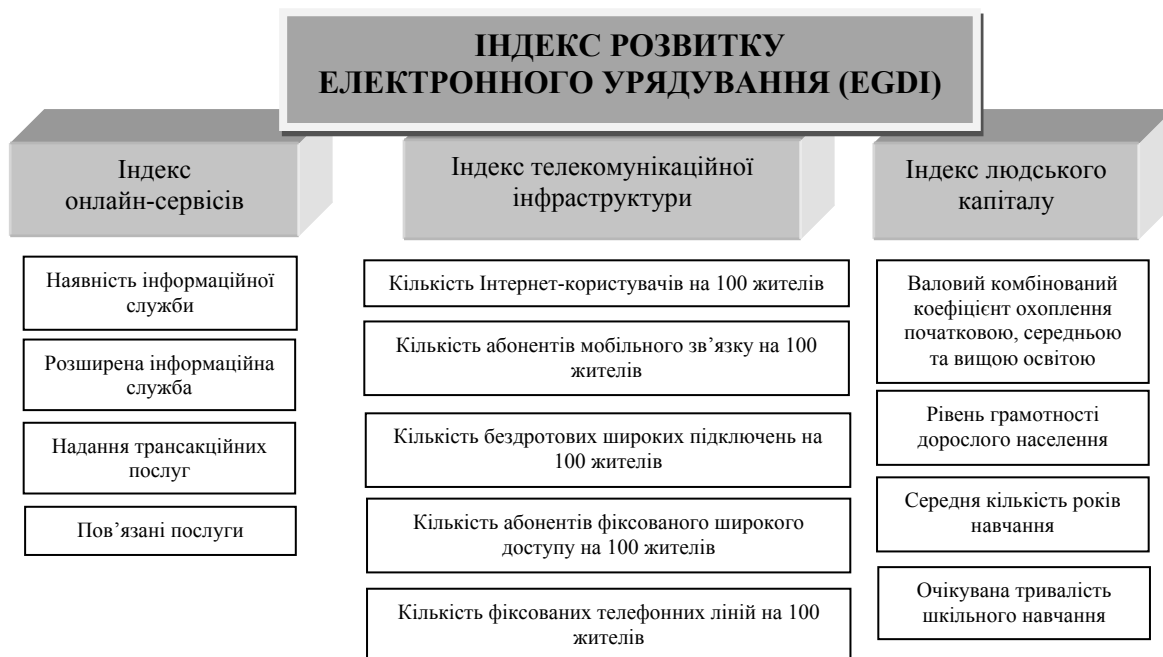 ІНДЕКС РОЗВИТКУ
ЕЛЕКТРОННОГО УРЯДУВАННЯ (EGDI)
Індекс
онлайн-сервісів
Наявність інформаційної
служби
Розширена інформаційна
служба
Надання трансакційних
послуг
Пов’язані послуги
Індекс телекомунікаційної
інфраструктури
Кількість Інтернет-користувачів на 100 жителів
Кількість абонентів мобільного зв’язку на 100
жителів
Кількість бездротових широких підключень на
100 жителів
Кількість абонентів фіксованого широкого
доступу на 100 жителів
Кількість фіксованих телефонних ліній на 100
жителів
Індекс людського
капіталу
Валовий комбінований
коефіцієнт охоплення
початковою, середньою
та вищою освітою
Рівень грамотності
дорослого населення
Середня кількість років
навчання
Очікувана тривалість
шкільного навчання